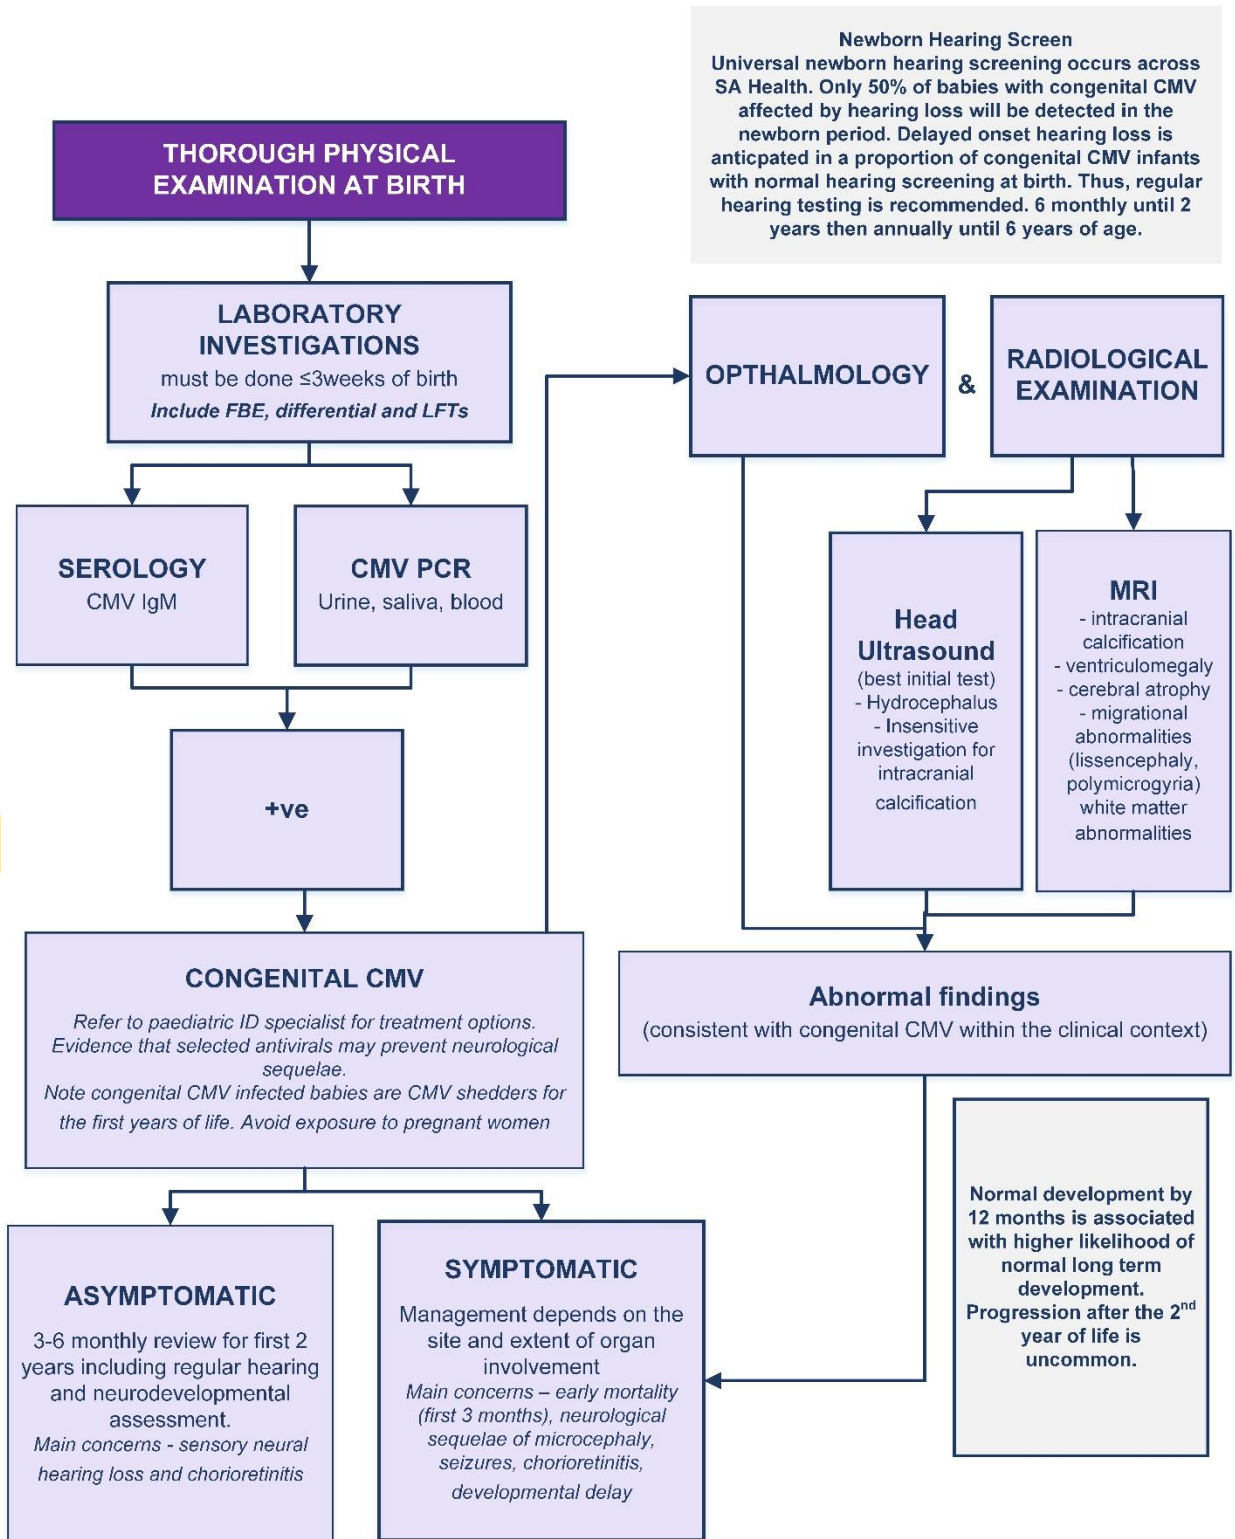 Newborn Hearing Screen
Universal newborn hearing screening occurs across
SA Health. Only 50% of babies with congenital CMV
affected by hearing loss will be detected in the
newborn period. Delayed onset hearing loss is
anticpated in a proportion of congenital CMV infants
with normal hearing screening at birth. Thus, regular
hearing testing is recommended. 6 monthly until 2
years then annually until 6 years of age.
THOROUGH PHYSICAL
EXAMINATION AT BIRTH
LABORATORY
INVESTIGATIONS
must be done ≤3weeks of birth
Include FBE, differential and LFTs
SEROLOGY
CMV IgM
CMV PCR
Urine, saliva, blood
+ve
CONGENITAL CMV
Refer to paediatric ID specialist for treatment options.
Evidence that selected antivirals may prevent neurological
sequelae.
Note congenital CMV infected babies are CMV shedders for
the first years of life. Avoid exposure to pregnant women
ASYMPTOMATIC
3-6 monthly review for first 2
years including regular hearing
and neurodevelopmental
assessment.
Main concerns - sensory neural
hearing loss and chorioretinitis
SYMPTOMATIC
Management depends on the
site and extent of organ
involvement
Main concerns – early mortality
(first 3 months), neurological
sequelae of microcephaly,
seizures, chorioretinitis,
developmental delay
OPTHALMOLOGY
&
RADIOLOGICAL
EXAMINATION
Head
Ultrasound
(best initial test)
- Hydrocephalus
- Insensitive
investigation for
intracranial
calcification
MRI
- intracranial
calcification
- ventriculomegaly
- cerebral atrophy
- migrational
abnormalities
(lissencephaly,
polymicrogyria)
white matter
abnormalities
Abnormal findings
(consistent with congenital CMV within the clinical context)
Normal development by
12 months is associated
with higher likelihood of
normal long term
development.
Progression after the 2nd
year of life is
uncommon.